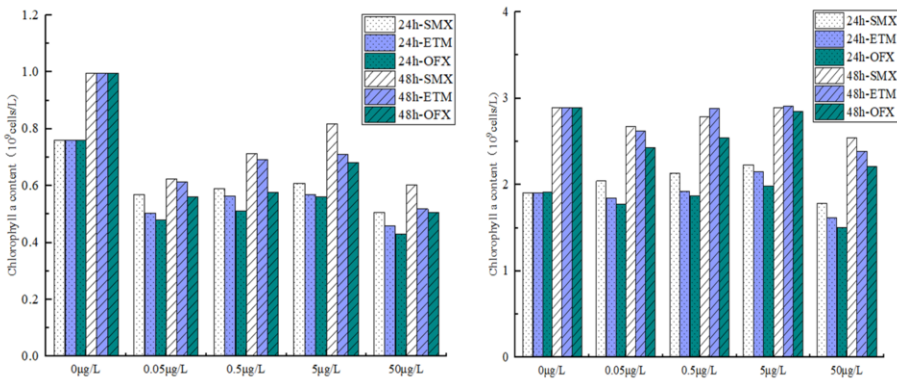 1.2
1.0
0.8
0.6
0.4
0.2
0.0
Chlorophyll a content（10⁹cells/L）
24h-SMX
24h-ETM
24h-OFX
48h-SMX
48h-ETM
48h-OFX
0μg/L 0.05μg/L 0.5μg/L 5μg/L 50μg/L
4
3
2
1
0
Chlorophyll a content（10⁹cells/L）
24h-SMX
24h-ETM
24h-OFX
48h-SMX
48h-ETM
48h-OFX
0μg/L 0.05μg/L 0.5μg/L 5μg/L 50μg/L